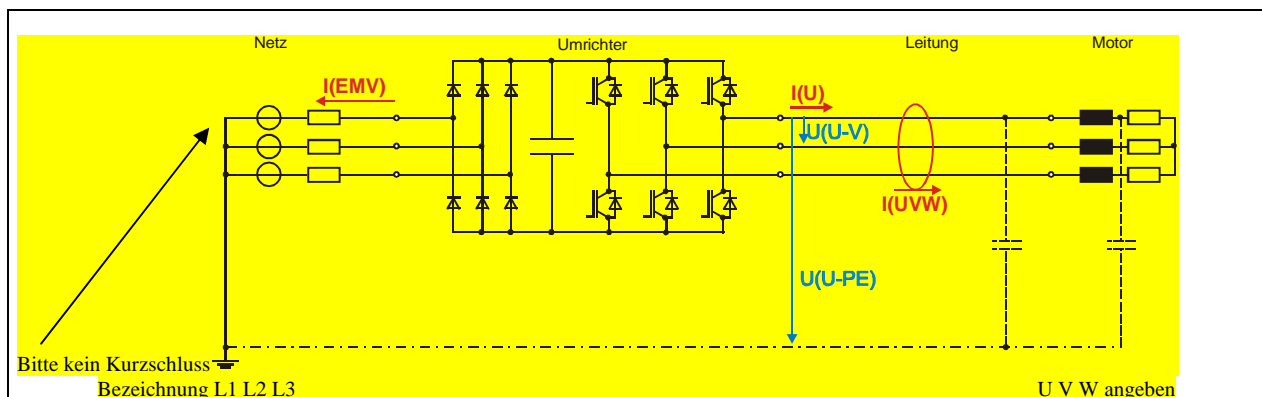 Netz Umrichter Leitung Motor
I(EMV) I(U)
U(U-V)
I(UVW)
U(U-PE)
Bitte kein Kurzschluss
Bezeichnung L1 L2 L3 U V W angeben